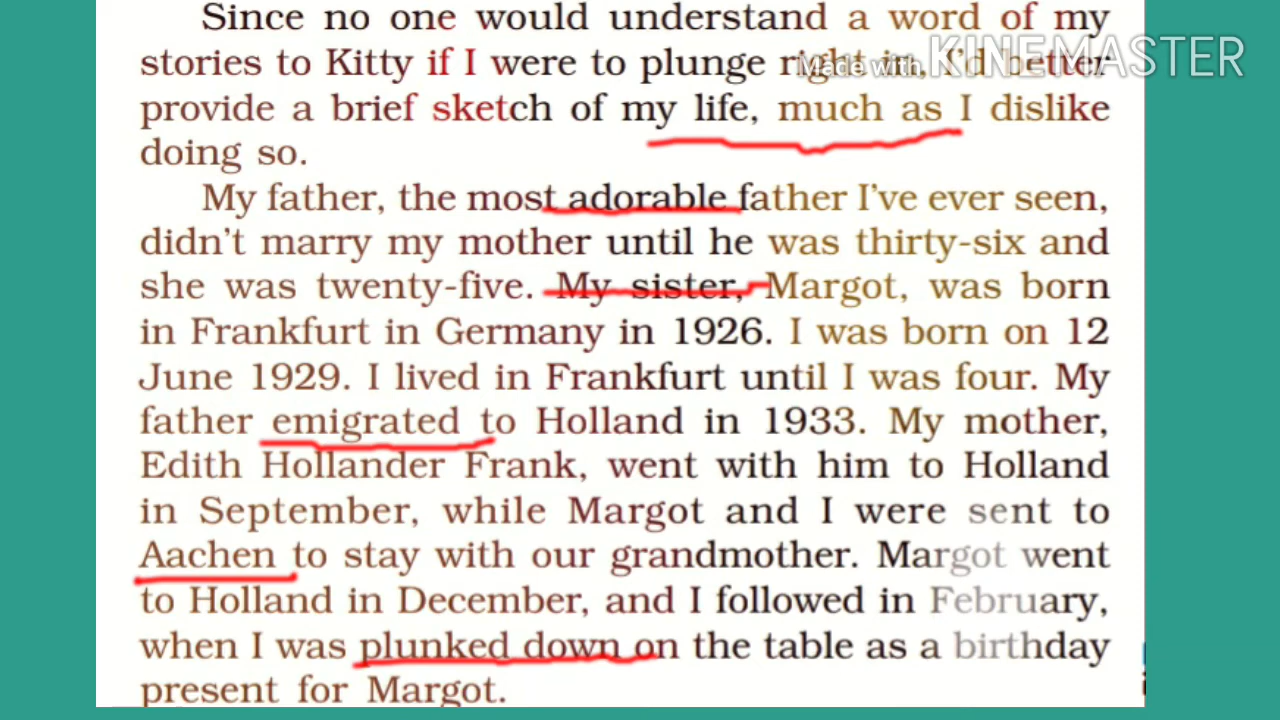 Since no one would understand a word of my
stories to Kitty if I were to plunge right in, I'd better
Made with KINEMASTER
provide a brief sketch of my life, much as I dislike
doing so.
My father, the most adorable father I've ever seen,
didn't marry my mother until he was thirty-six and
she was twenty-five. My sister, Margot, was born
in Frankfurt in Germany in 1926. I was born on 12
June 1929. I lived in Frankfurt until I was four. My
father emigrated to Holland in 1933. My mother,
Edith Hollander Frank, went with him to Holland
in September, while Margot and I were sent to
Aachen to stay with our grandmother. Margot went
to Holland in December, and I followed in February,
when I was plunked down on the table as a birthday
present for Margot.